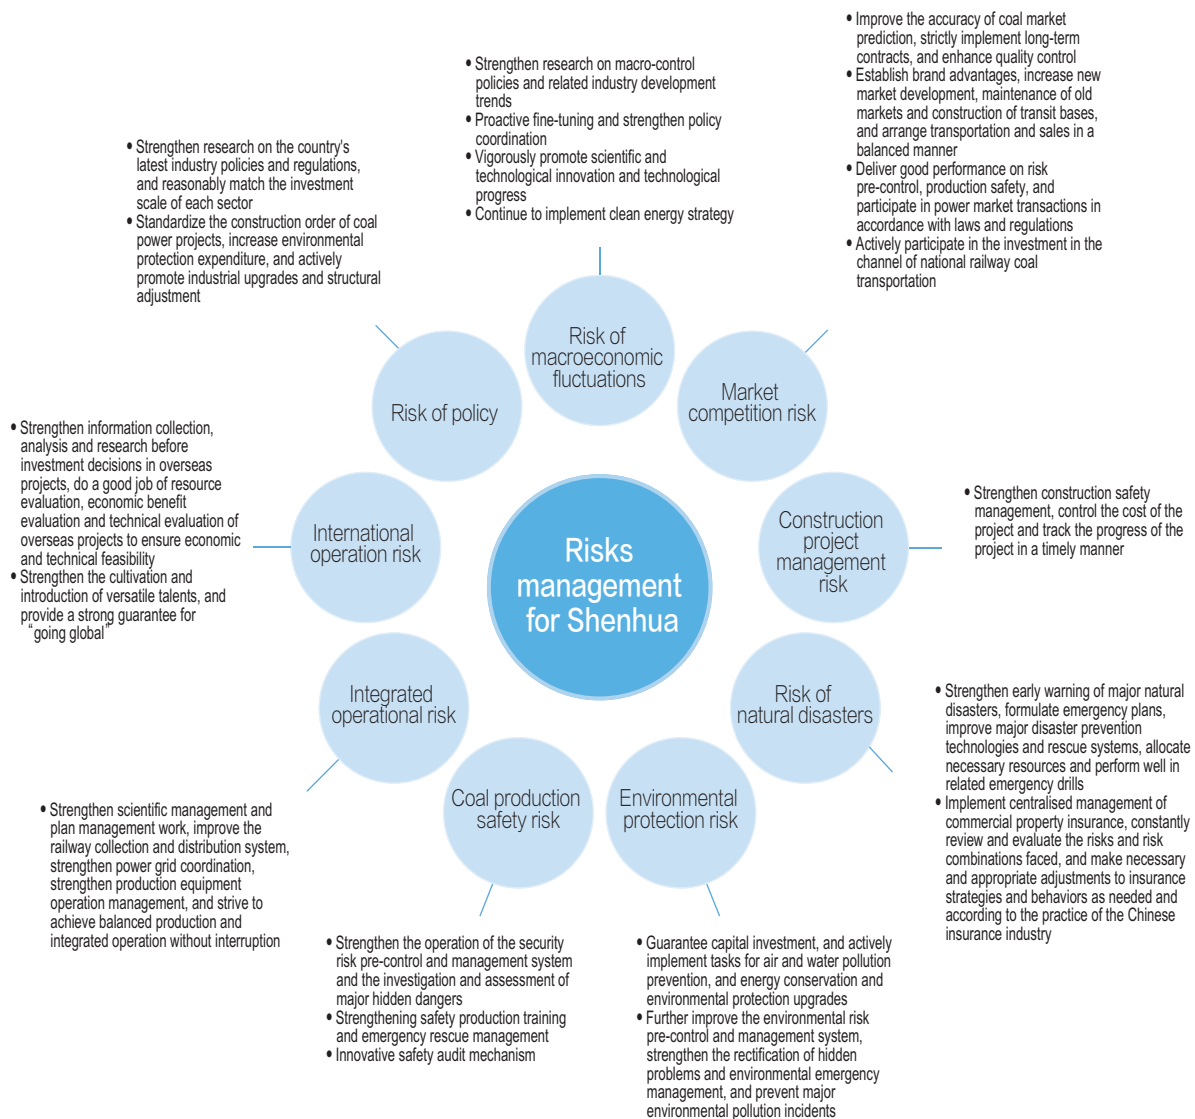 • Improve the accuracy of coal market
prediction, strictly implement long-term
contracts, and enhance quality control
• Establish brand advantages, increase new
market development, maintenance of old
markets and construction of transit bases,
and arrange transportation and sales in a
balanced manner
• Deliver good performance on risk
pre-control, production safety, and
participate in power market transactions in
accordance with laws and regulations
• Actively participate in the investment in the
channel of national railway coal
transportation
• Strengthen research on macro-control
policies and related industry development
trends
• Proactive fine-tuning and strengthen policy
coordination
• Vigorously promote scientific and
technological innovation and technological
progress
• Continue to implement clean energy strategy
• Strengthen research on the country's
latest industry policies and regulations,
and reasonably match the investment
scale of each sector
• Standardize the construction order of coal
power projects, increase environmental
protection expenditure, and actively
promote industrial upgrades and structural
adjustment
Risk of
macroeconomic
fluctuations
Risk of policy
Market
competition risk
• Strengthen information collection,
analysis and research before
investment decisions in overseas
projects, do a good job of resource
evaluation, economic benefit
evaluation and technical evaluation of
overseas projects to ensure economic
and technical feasibility
• Strengthen the cultivation and
introduction of versatile talents, and
provide a strong guarantee for
“going global”
International
operation risk
Risks
management
for Shenhua
Construction
project
management
risk
• Strengthen construction safety
management, control the cost of the
project and track the progress of the
project in a timely manner
Integrated
operational risk
Risk of
natural disasters
• Strengthen early warning of major natural
disasters, formulate emergency plans,
improve major disaster prevention
technologies and rescue systems, allocate
necessary resources and perform well in
related emergency drills
• Implement centralised management of
commercial property insurance, constantly
review and evaluate the risks and risk
combinations faced, and make necessary
and appropriate adjustments to insurance
strategies and behaviors as needed and
according to the practice of the Chinese
insurance industry
Coal production
safety risk
Environmental
protection risk
• Strengthen scientific management and
plan management work, improve the
railway collection and distribution system,
strengthen power grid coordination,
strengthen production equipment
operation management, and strive to
achieve balanced production and
integrated operation without interruption
• Strengthen the operation of the security
risk pre-control and management system
and the investigation and assessment of
major hidden dangers
• Strengthening safety production training
and emergency rescue management
• Innovative safety audit mechanism
• Guarantee capital investment, and actively
implement tasks for air and water pollution
prevention, and energy conservation and
environmental protection upgrades
• Further improve the environmental risk
pre-control and management system,
strengthen the rectification of hidden
problems and environmental emergency
management, and prevent major
environmental pollution incidents